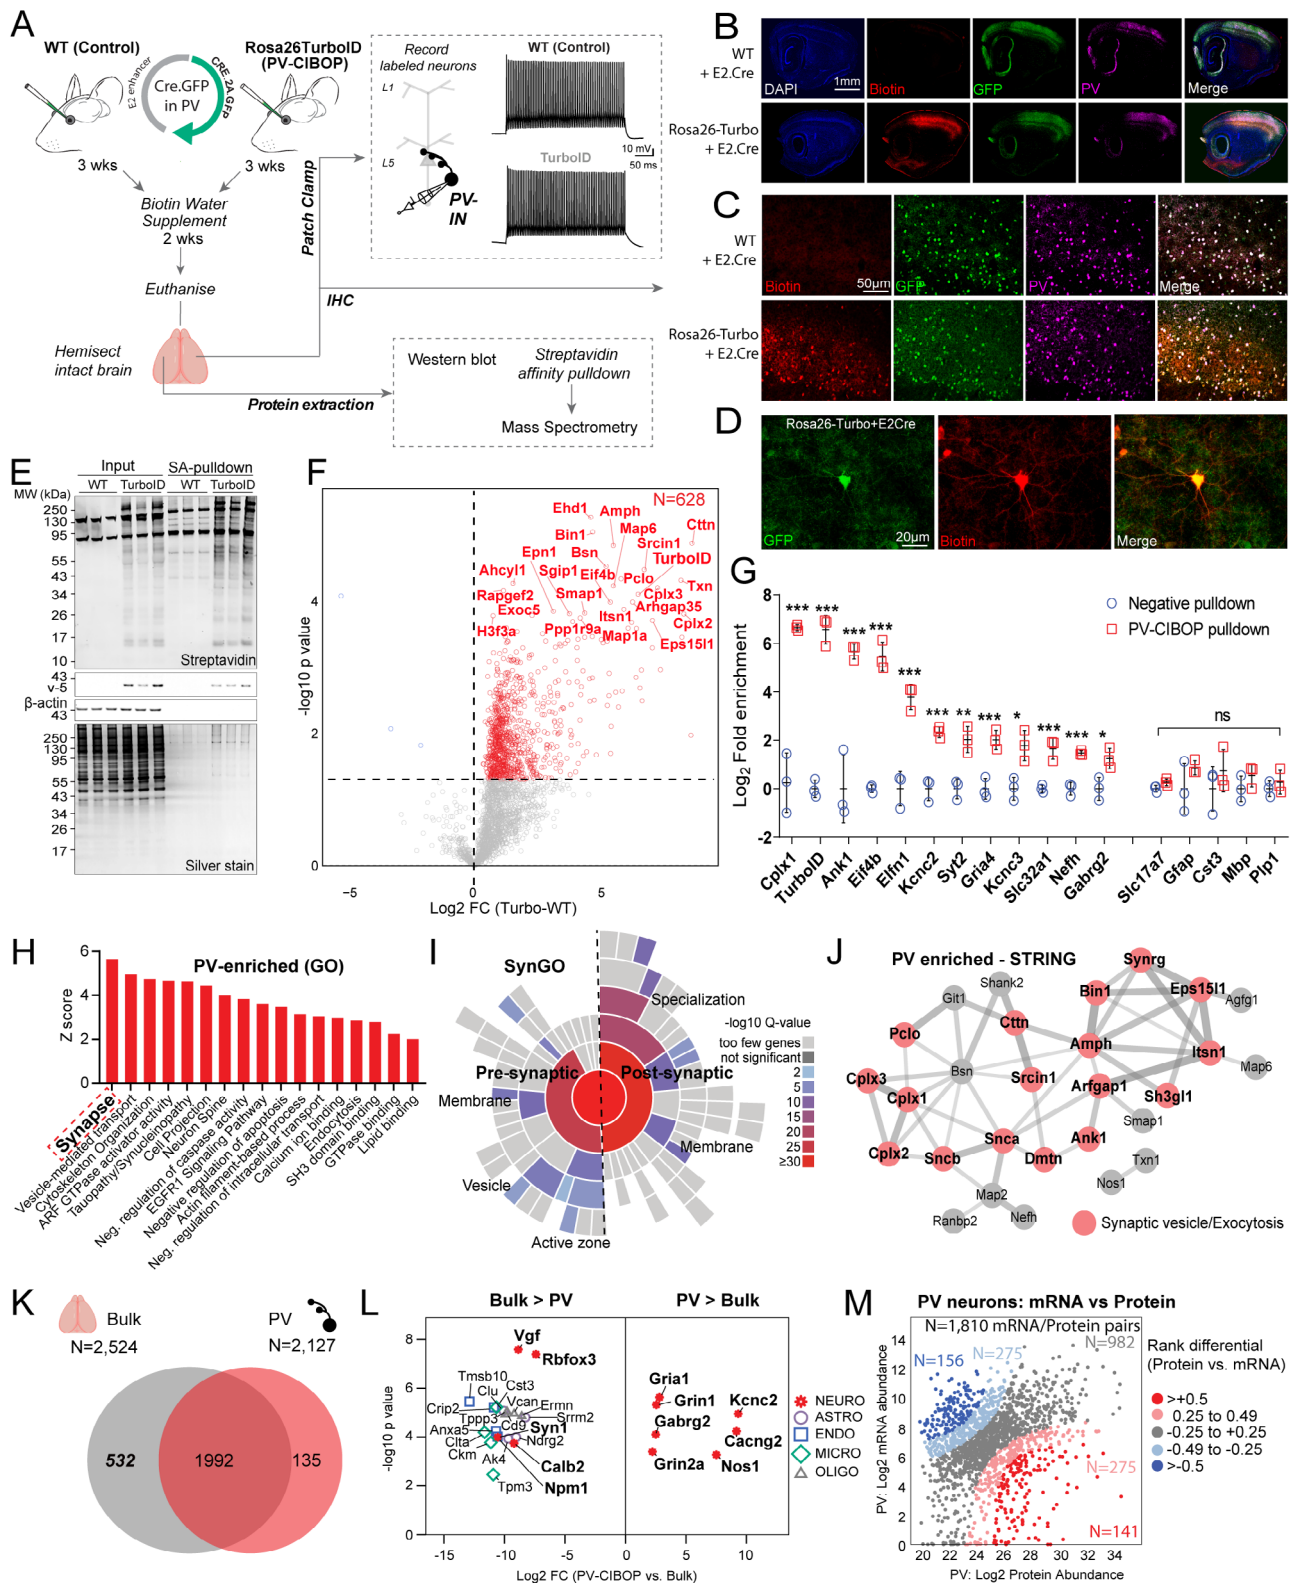 A
WT (Control)
E2 enhancer
Cre.GFP
in PV
CRE-2A.GFP
Rosa26TurboID
(PV-CIBOP)
3 wks
3 wks
Biotin Water
Supplement
2 wks
Euthanise
Hemisect
intact brain
Patch Clamp
IHC
Protein extraction
Record
labeled neurons
L1
L5
PV-
IN
WT (Control)
10 mV
50 ms
TurboID
Western blot
Streptavidin
affinity pulldown
Mass Spectrometry
B
WT
+ E2.Cre
DAPI
1mm
Biotin
GFP
PV
Merge
Rosa26-Turbo
+ E2.Cre
C
WT
+ E2.Cre
Biotin
50µm
GFP
PV
Merge
Rosa26-Turbo
+ E2.Cre
D
Rosa26-Turbo+E2Cre
GFP
20µm
Biotin
Merge
E
Input
SA-pulldown
MW (kDa)
WT
TurboID
WT
TurboID
250
130
95
55
43
34
26
17
10
Streptavidin
43
v-5
β-actin
43
250
130
95
55
43
34
26
17
Silver stain
F
N=628
Ehd1
Amph
Cttn
Map6
Bin1
Srcin1
Epn1
Bsn
TurboID
Ahcyl1
Sgip1
Eif4b
Pclo
Txn
Rapgef2
Smap1
Cplx3
Exoc5
Itsn1
Arhgap35
H3f3a
Ppp1r9a
Map1a
Cplx2
Eps15l1
-log10 p value
4
2
0
−5
0
5
Log2 FC (Turbo-WT)
G
Negative pulldown
PV-CIBOP pulldown
Log2 Fold enrichment
8
6
4
2
0
-2
***
***
***
***
***
***
**
***
*
***
***
*
ns
Cplx1
TurboID
Ank1
Eif4b
Elfn1
Kcnc2
Syt2
Gria4
Kcnc3
Slc32a1
Nefh
Gabrg2
Slc17a7
Gfap
Cst3
Mbp
Plp1
H
PV-enriched (GO)
Z score
6
4
2
0
Synapse
Vesicle-mediated transport
Cytoskeleton Organization
ARF GTPase activator activity
Tauopathy/Synucleinopathy
Cell Projection
Neuron Spine
Neg. regulation of caspase activity
EGFR1 Signaling Pathway
Negative regulation of apoptosis
Actin filament-based process
Neg. regulation of intracellular transport
Calcium ion binding
Endocytosis
SH3 domain binding
GTPase binding
Lipid binding
I
SynGO
Specialization
Pre-synaptic
Post-synaptic
Membrane
Membrane
Vesicle
Active zone
-log10 Q-value
too few genes
not significant
2
5
10
15
20
25
≥30
J
PV enriched - STRING
Synrg
Shank2
Git1
Bin1
Eps15l1
Agfg1
Pclo
Cttn
Amph
Itsn1
Bsn
Map6
Cplx3
Srcin1
Arfgap1
Cplx1
Sh3gl1
Smap1
Snca
Ank1
Cplx2
Sncb
Dmtn
Txn1
Nos1
Map2
Ranbp2
Nefh
Synaptic vesicle/Exocytosis
K
Bulk
N=2,524
PV
N=2,127
532
1992
135
L
Bulk > PV
PV > Bulk
-log10 p value
8
6
4
2
0
Vgf
Rbfox3
Tmsb10
Clu
Cst3
Crip2
Vcan
Ermn
Tppp3
Srrm2
Anxa5
Cd9
Syn1
Clta
Ndrg2
Ckm
Ak4
Calb2
Tpm3
Npm1
Gria1
Grin1
Kcnc2
Gabrg2
Cacng2
Grin2a
Nos1
NEURO
ASTRO
ENDO
MICRO
OLIGO
-15
-10
-5
0
5
10
Log2 FC (PV-CIBOP vs. Bulk)
M
PV neurons: mRNA vs Protein
N=1,810 mRNA/Protein pairs
N=982
N=275
N=156
N=275
N=141
PV: Log2 mRNA abundance
14
12
10
8
6
4
2
0
20
22
24
26
28
30
32
34
PV: Log2 Protein Abundance
Rank differential
(Protein vs. mRNA)
>+0.5
0.25 to 0.49
-0.25 to +0.25
-0.49 to -0.25
>-0.5